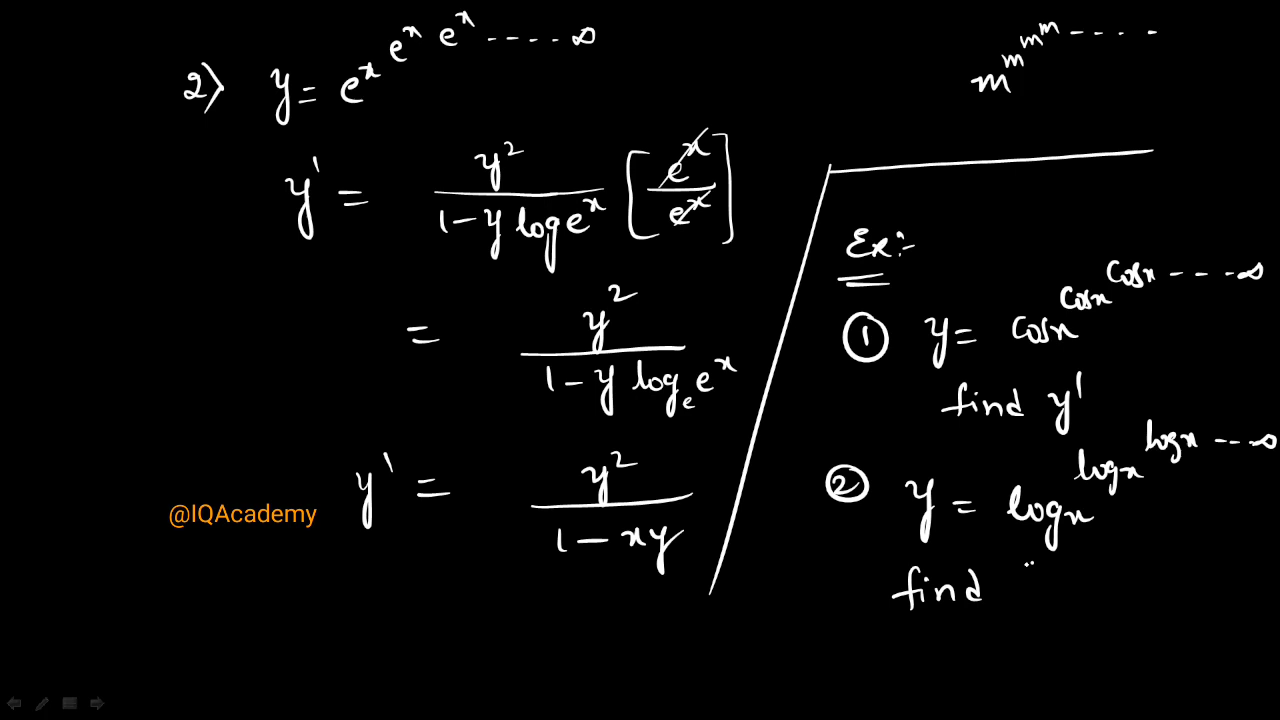 2) y = e^x^e^x^e^x ---- ∞
y' = y² / (1 - y log e^x) [e^x / e^x]
= y² / (1 - y log_e e^x)
y' = y² / (1 - xy)
@IQAcademy
m^m^m^m ----
Ex:-
① y = cosx^cosx^cosx ---- ∞
find y'
② y = logx^logx^logx --- ∞
find